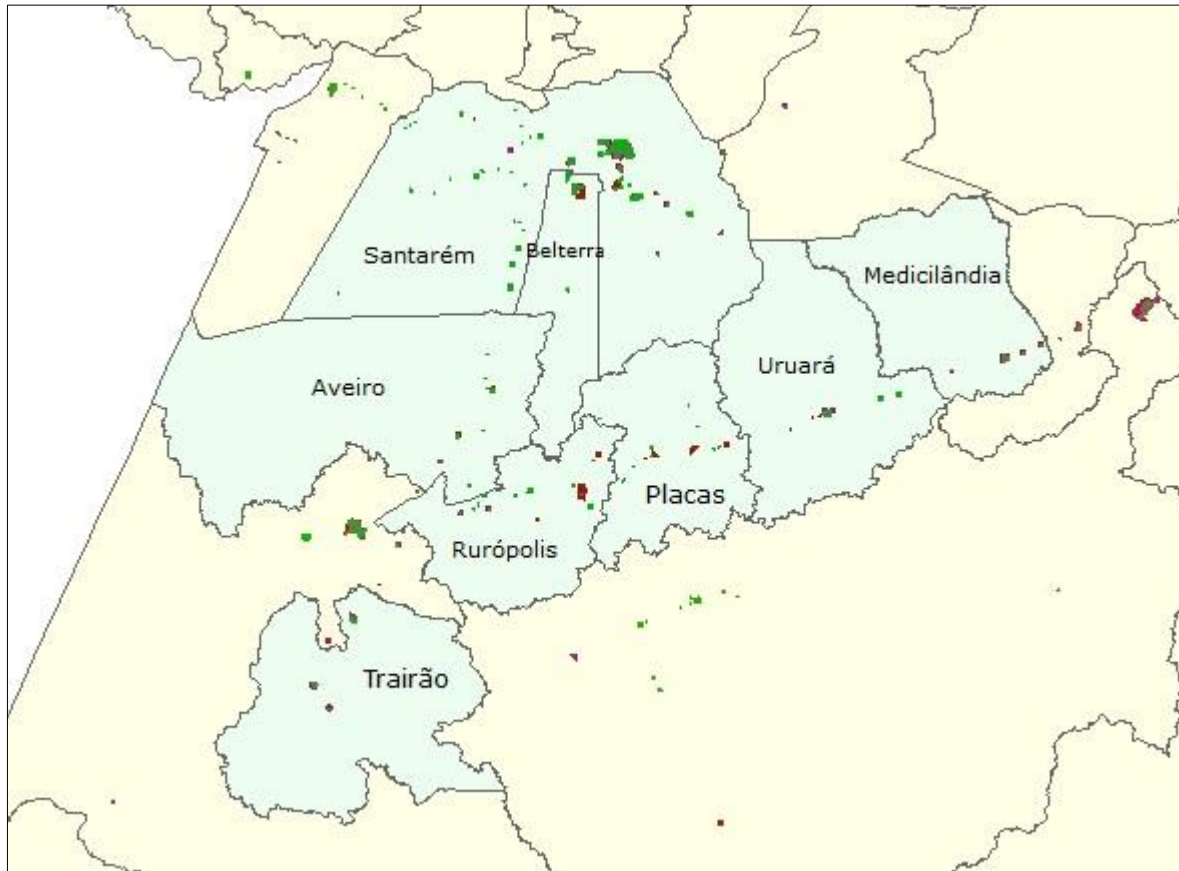 Santarém
Belterra
Medicilândia
Uruará
Aveiro
Placas
Rurópolis
Trairão